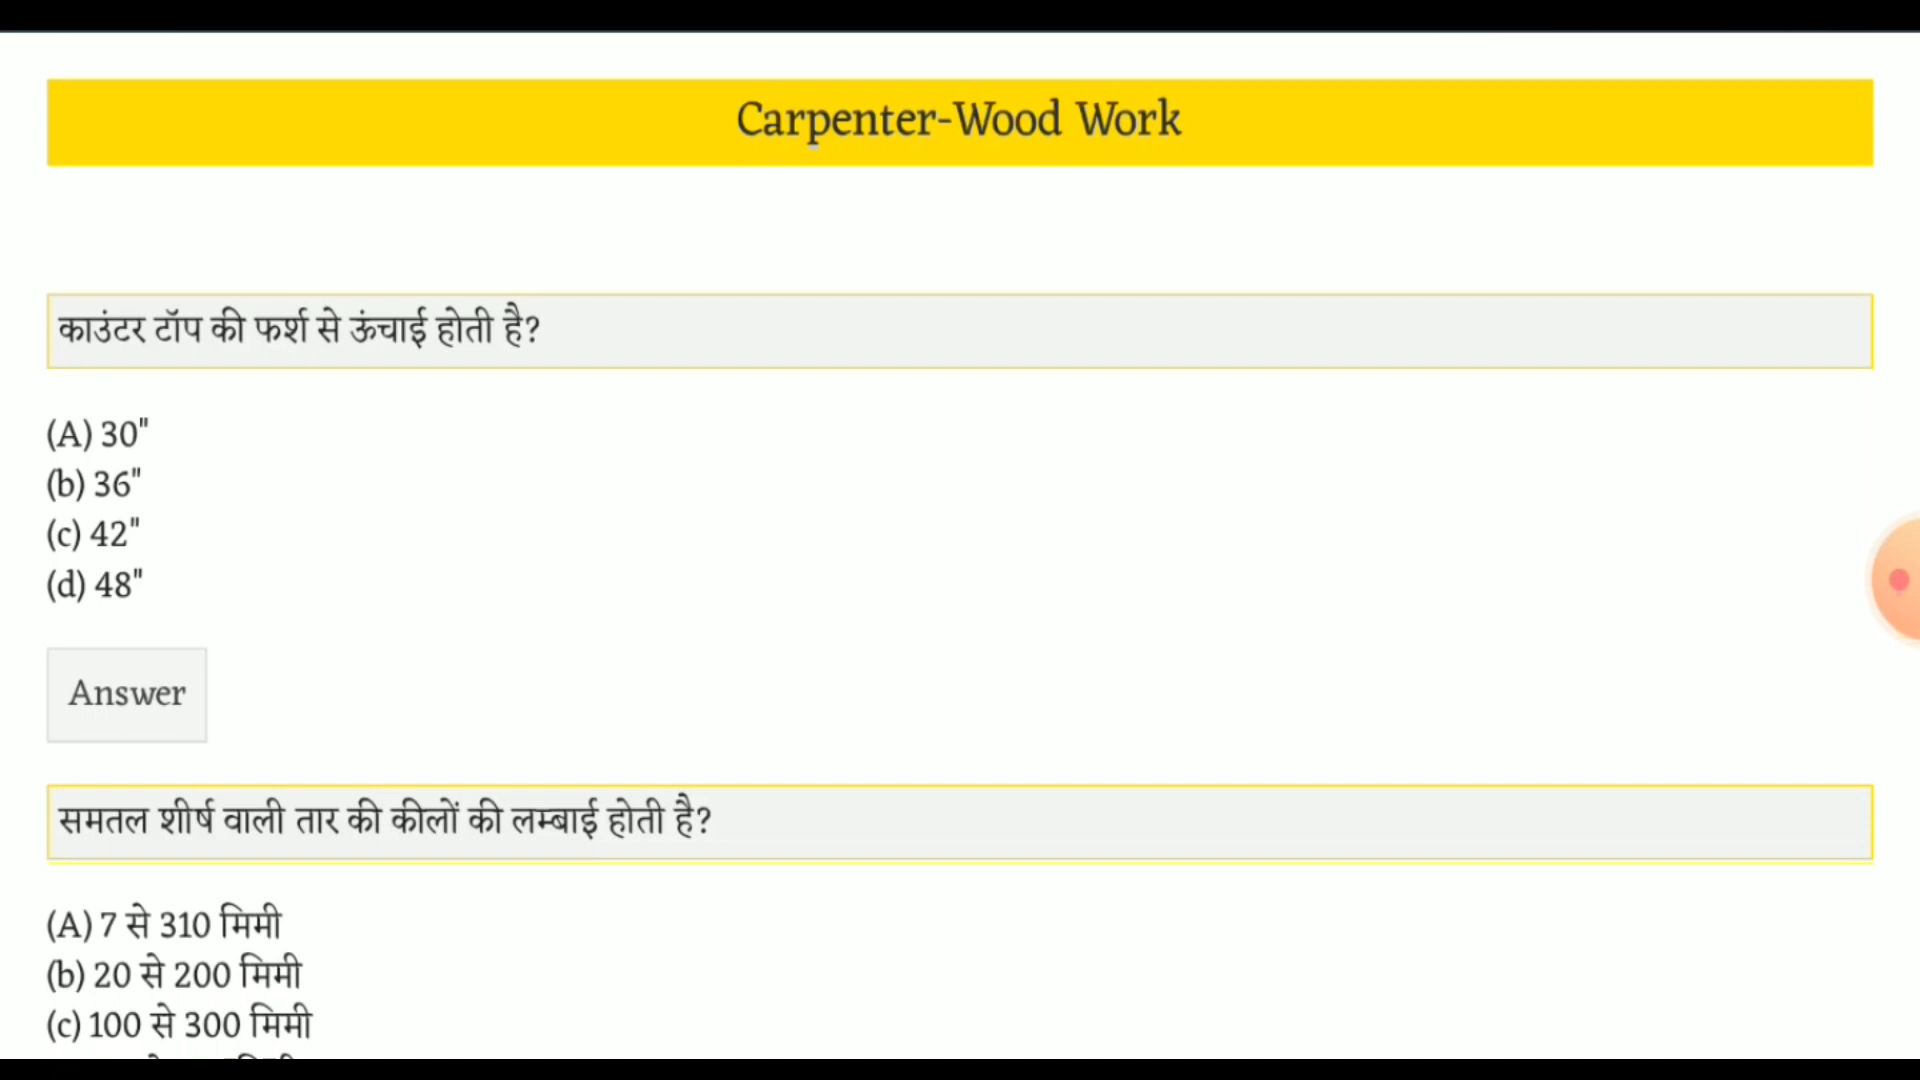 Carpenter-Wood Work
काउंटर टॉप की फर्श से ऊंचाई होती है?
(A) 30"
(b) 36"
(c) 42"
(d) 48"
Answer
समतल शीर्ष वाली तार की कीलों की लम्बाई होती है?
(A) 7 से 310 मिमी
(b) 20 से 200 मिमी
(c) 100 से 300 मिमी